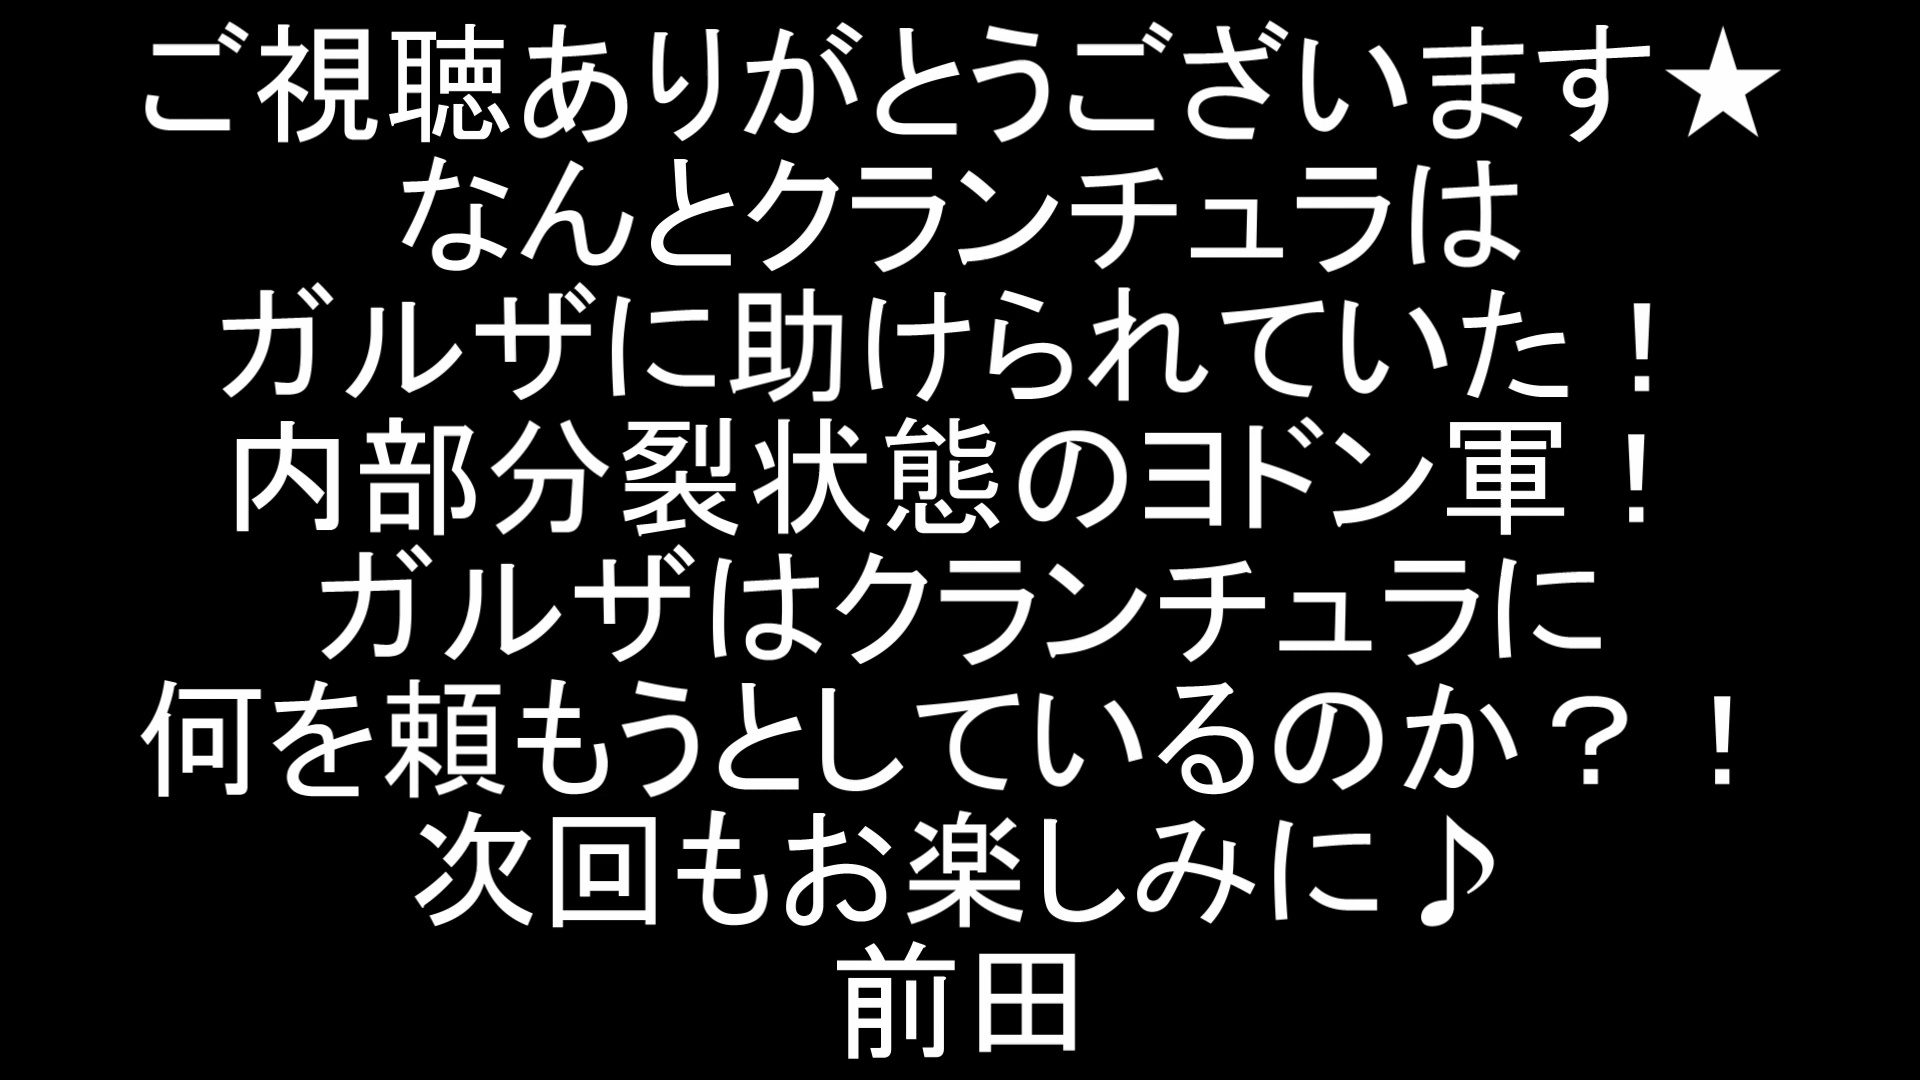 ご視聴ありがとうございます★
なんとクランチュラは
ガルザに助けられていた！
内部分裂状態のヨドン軍！
ガルザはクランチュラに
何を頼もうとしているのか？！
次回もお楽しみに♪
前田